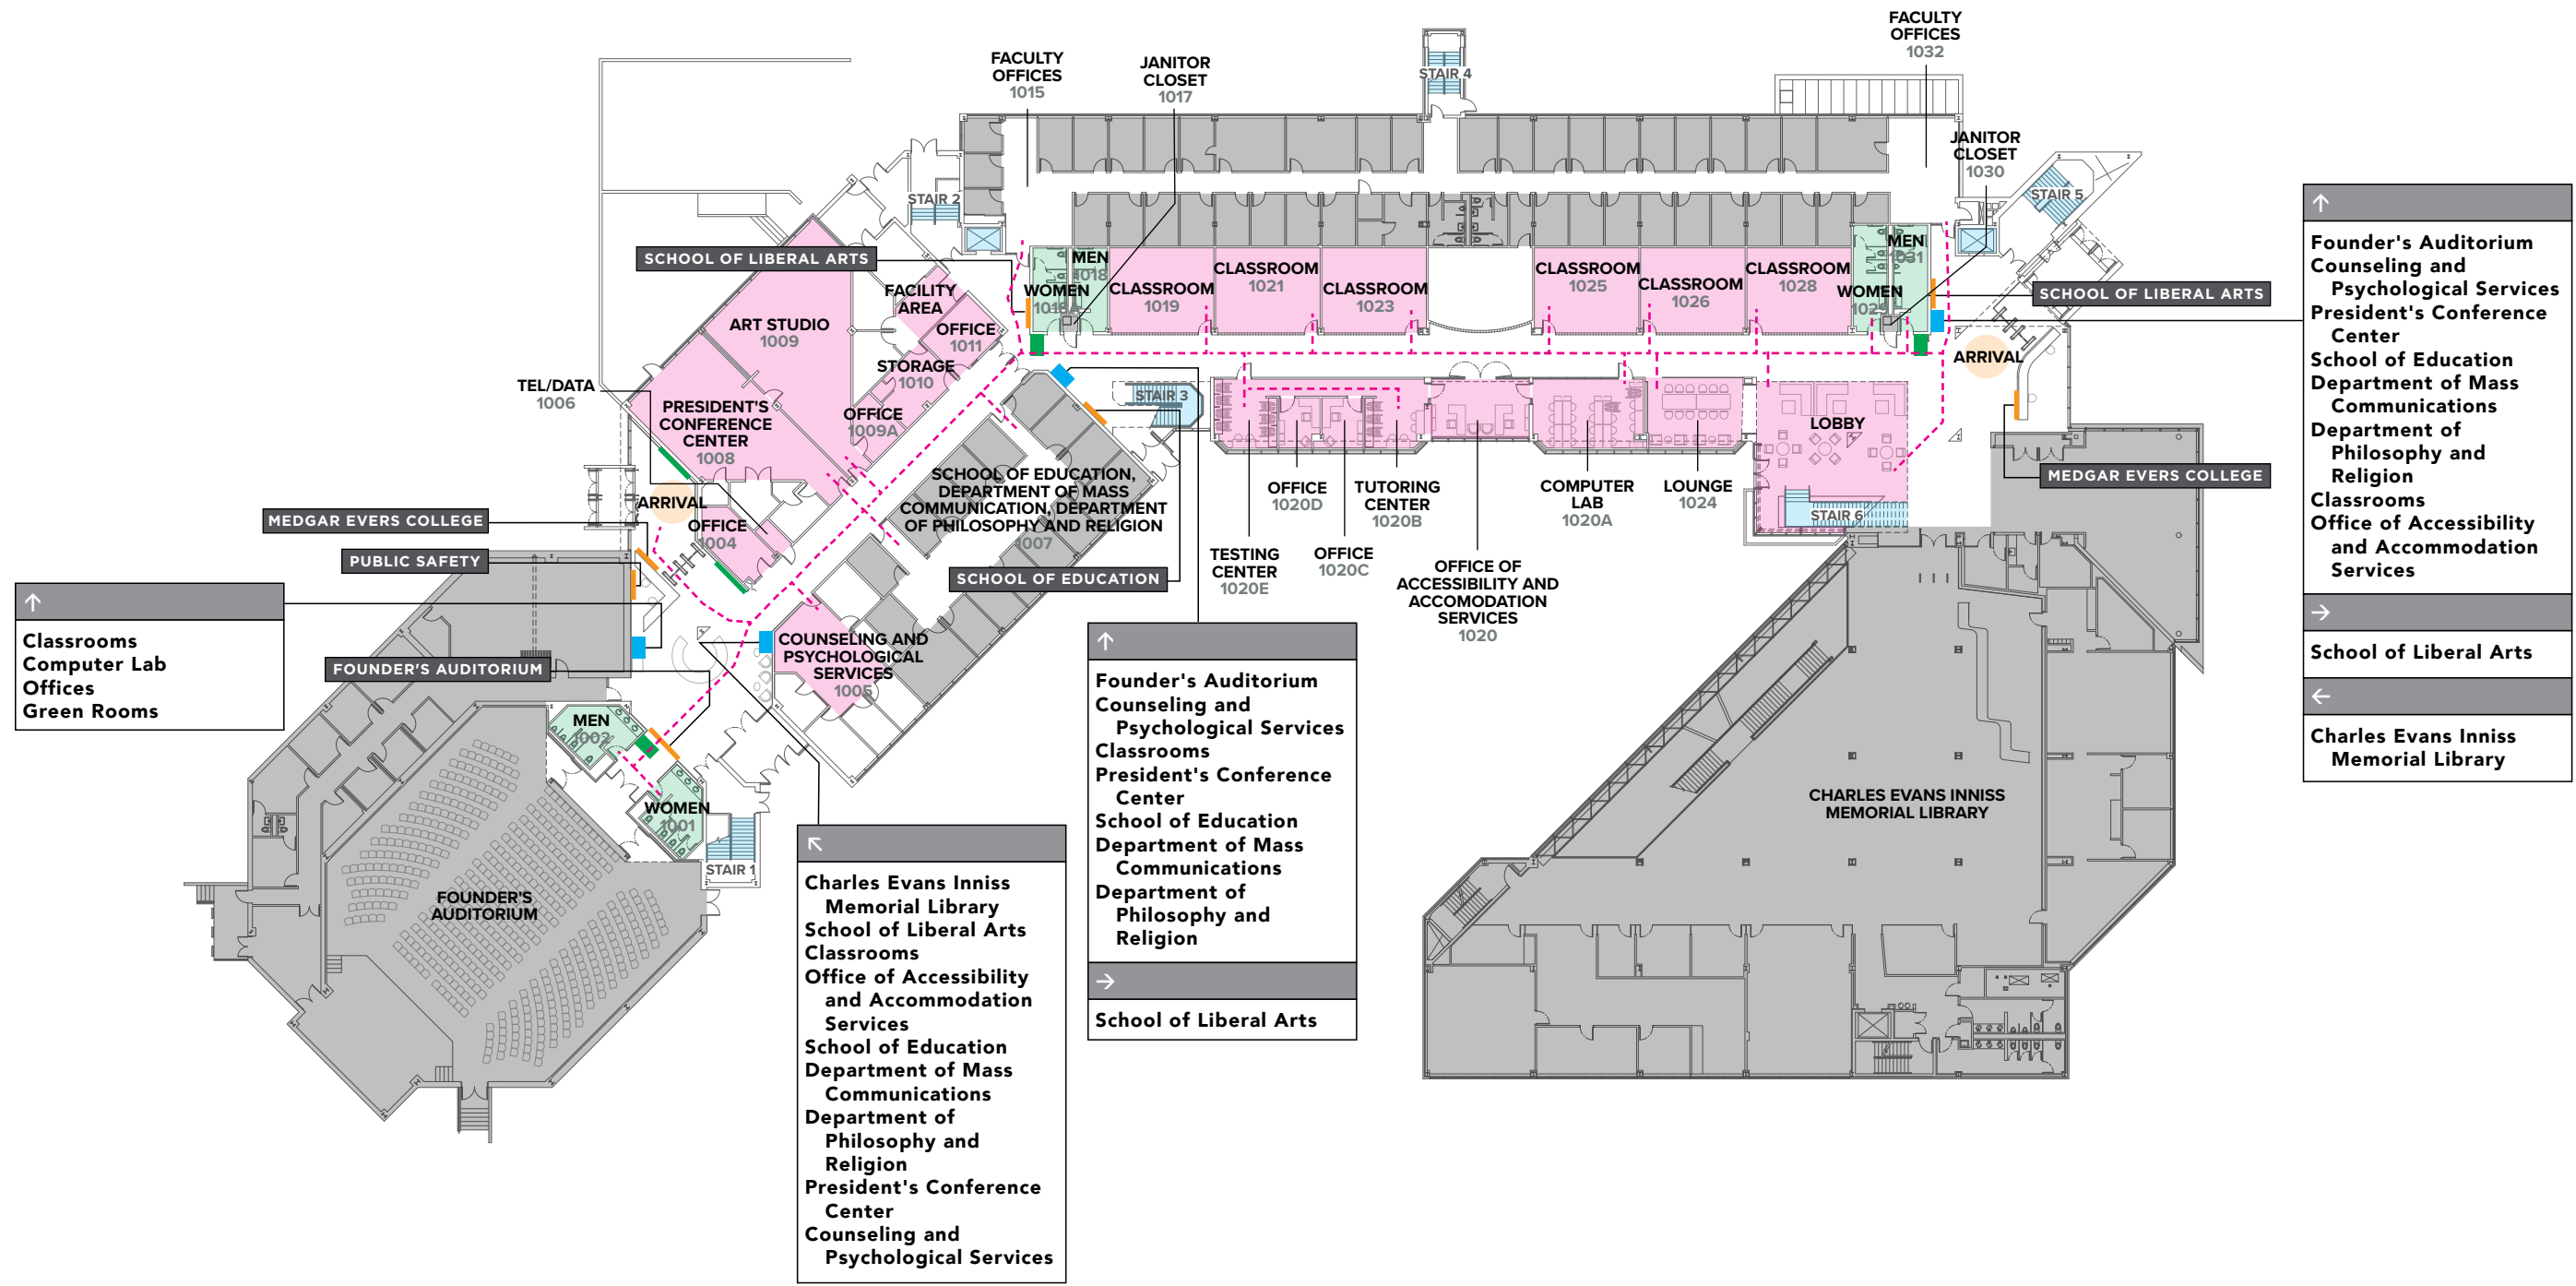 FACULTY
OFFICES
1015
JANITOR
CLOSET
1017
STAIR 4
FACULTY
OFFICES
1032
JANITOR
CLOSET
1030
STAIR 5
STAIR 2
SCHOOL OF LIBERAL ARTS
MEN
1018
WOMEN
CLASSROOM
1019
CLASSROOM
1021
CLASSROOM
1023
CLASSROOM
1025
CLASSROOM
1026
CLASSROOM
1028
MEN
1031
WOMEN
SCHOOL OF LIBERAL ARTS
FACILITY
AREA
ART STUDIO
1009
OFFICE
1011
STORAGE
1010
OFFICE
1009A
TEL/DATA
1006
PRESIDENT'S
CONFERENCE
CENTER
1008
ARRIVAL
OFFICE
1004
STAIR 3
ARRIVAL
LOBBY
STAIR 6
MEDGAR EVERS COLLEGE
SCHOOL OF EDUCATION,
DEPARTMENT OF MASS
COMMUNICATION, DEPARTMENT
OF PHILOSOPHY AND RELIGION
1007
OFFICE
1020D
TUTORING
CENTER
1020B
COMPUTER
LAB
1020A
LOUNGE
1024
TESTING
CENTER
1020E
OFFICE
1020C
OFFICE OF
ACCESSIBILITY AND
ACCOMODATION
SERVICES
1020
MEDGAR EVERS COLLEGE
PUBLIC SAFETY
SCHOOL OF EDUCATION
↑
Classrooms
Computer Lab
Offices
Green Rooms
FOUNDER'S AUDITORIUM
COUNSELING AND
PSYCHOLOGICAL
SERVICES
1005
MEN
1002
WOMEN
1001
STAIR 1
FOUNDER'S
AUDITORIUM
CHARLES EVANS INNISS
MEMORIAL LIBRARY
↖
Charles Evans Inniss
Memorial Library
School of Liberal Arts
Classrooms
Office of Accessibility
and Accommodation
Services
School of Education
Department of Mass
Communications
Department of
Philosophy and
Religion
President's Conference
Center
Counseling and
Psychological Services
↑
Founder's Auditorium
Counseling and
Psychological Services
Classrooms
President's Conference
Center
School of Education
Department of Mass
Communications
Department of
Philosophy and
Religion
→
School of Liberal Arts
↑
Founder's Auditorium
Counseling and
Psychological Services
President's Conference
Center
School of Education
Department of Mass
Communications
Department of
Philosophy and
Religion
Classrooms
Office of Accessibility
and Accommodation
Services
→
School of Liberal Arts
←
Charles Evans Inniss
Memorial Library